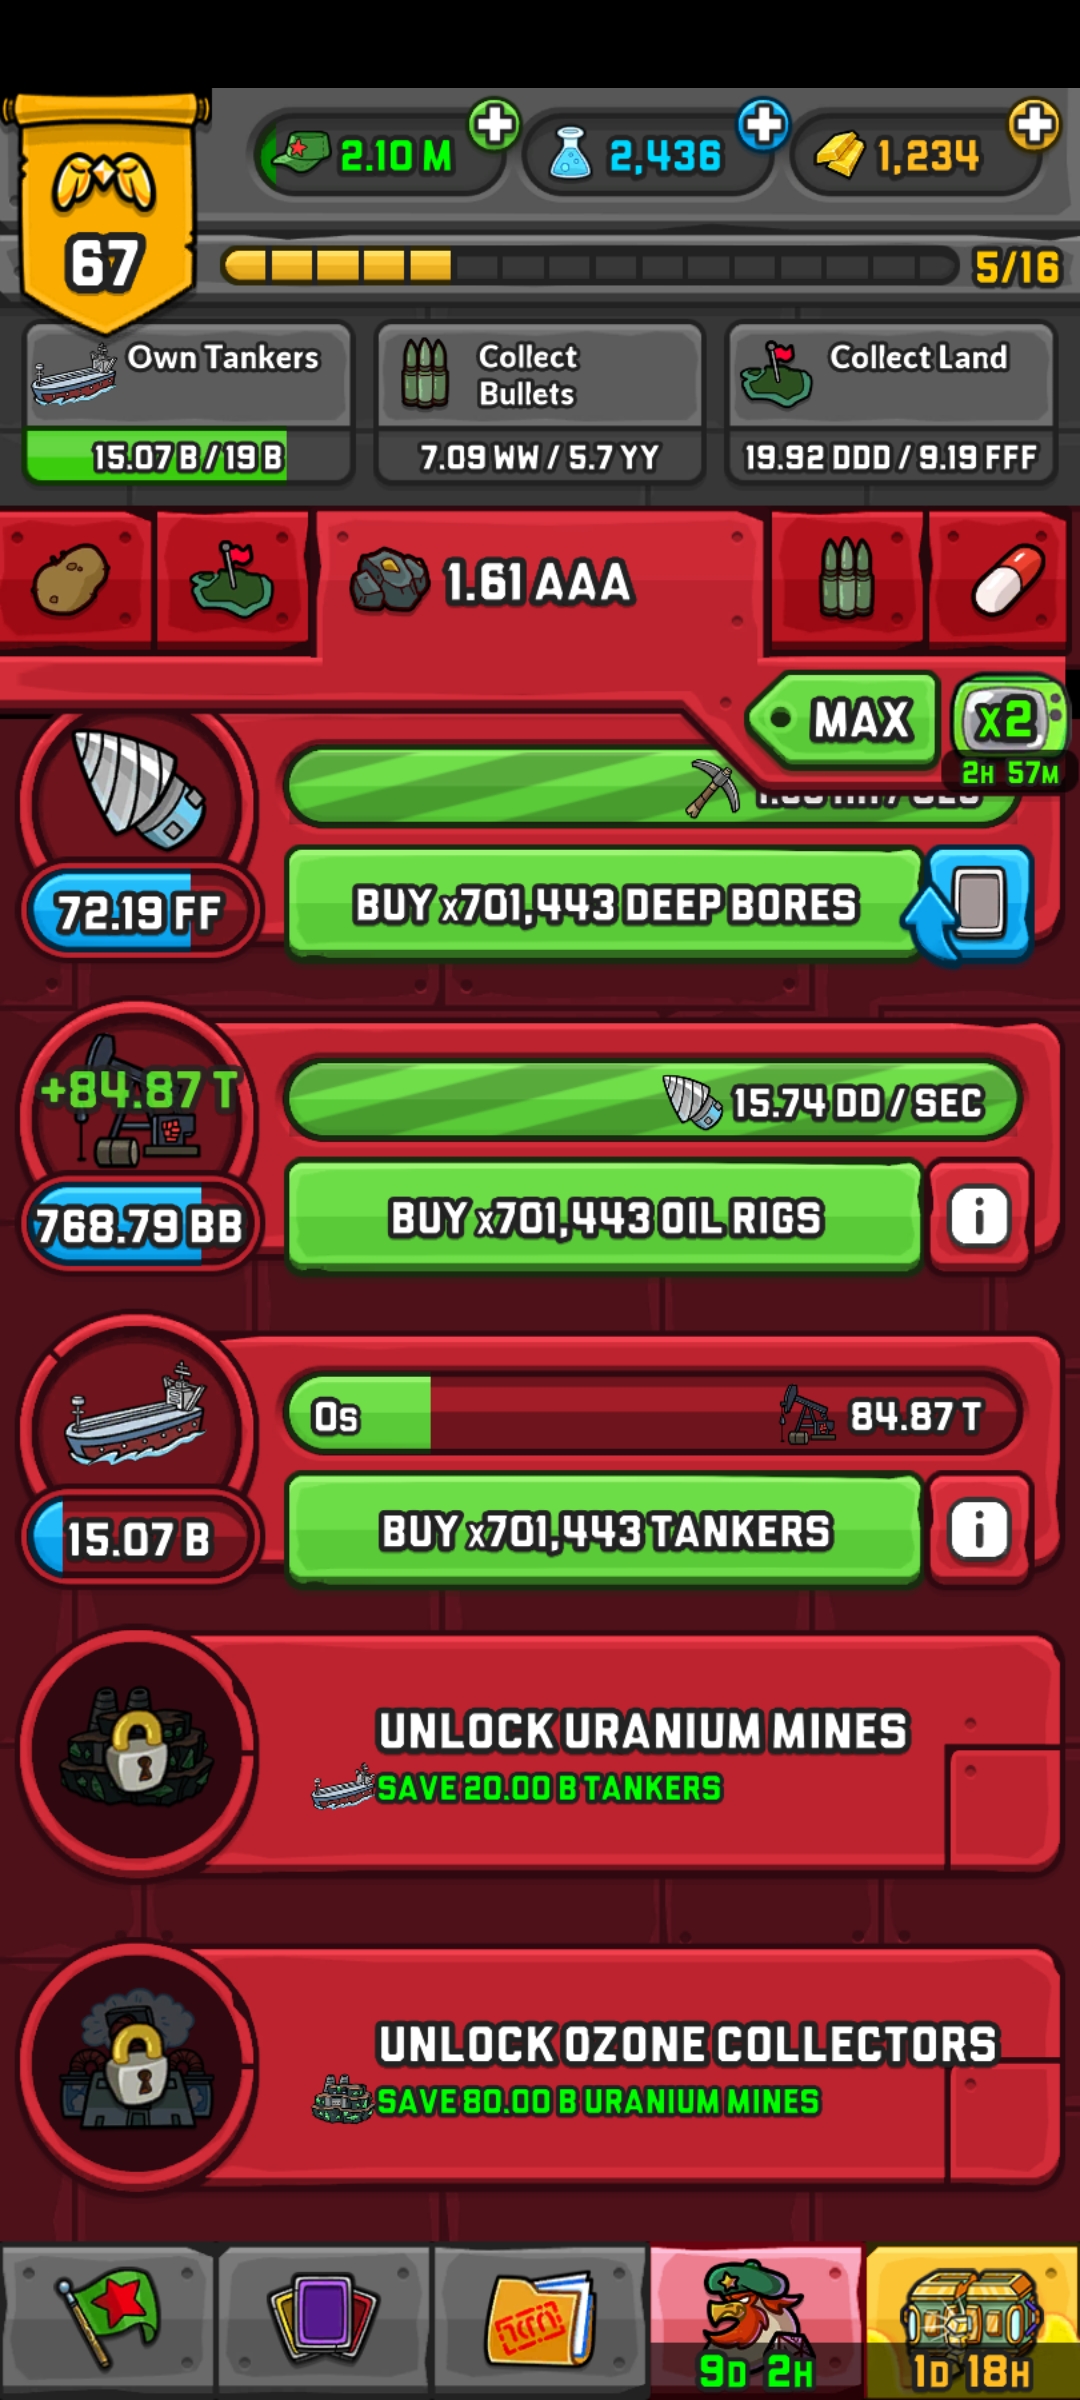 2.10 M
2,436
1,234
67
5/16
Own Tankers
15.07 B / 19 B
Collect
Bullets
7.09 WW / 5.7 YY
Collect Land
19.92 DDD / 9.19 FFF
1.61 AAA
MAX
x2
2H 57M
72.19 FF
BUY x701,443 DEEP BORES
+84.87 T
15.74 DD / SEC
768.79 BB
BUY x701,443 OIL RIGS
i
0s
84.87 T
15.07 B
BUY x701,443 TANKERS
i
UNLOCK URANIUM MINES
SAVE 20.00 B TANKERS
UNLOCK OZONE COLLECTORS
SAVE 80.00 B URANIUM MINES
9D 2H
1D 18H